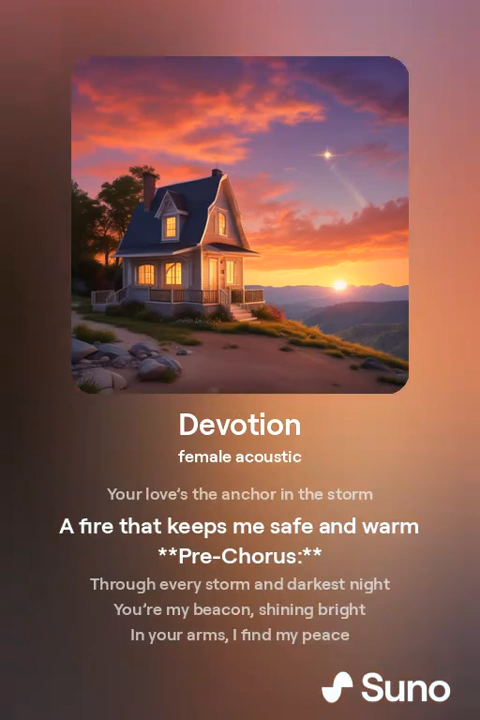 Devotion
female acoustic
Your love’s the anchor in the storm
A fire that keeps me safe and warm
**Pre-Chorus:**
Through every storm and darkest night
You’re my beacon, shining bright
In your arms, I find my peace
Suno